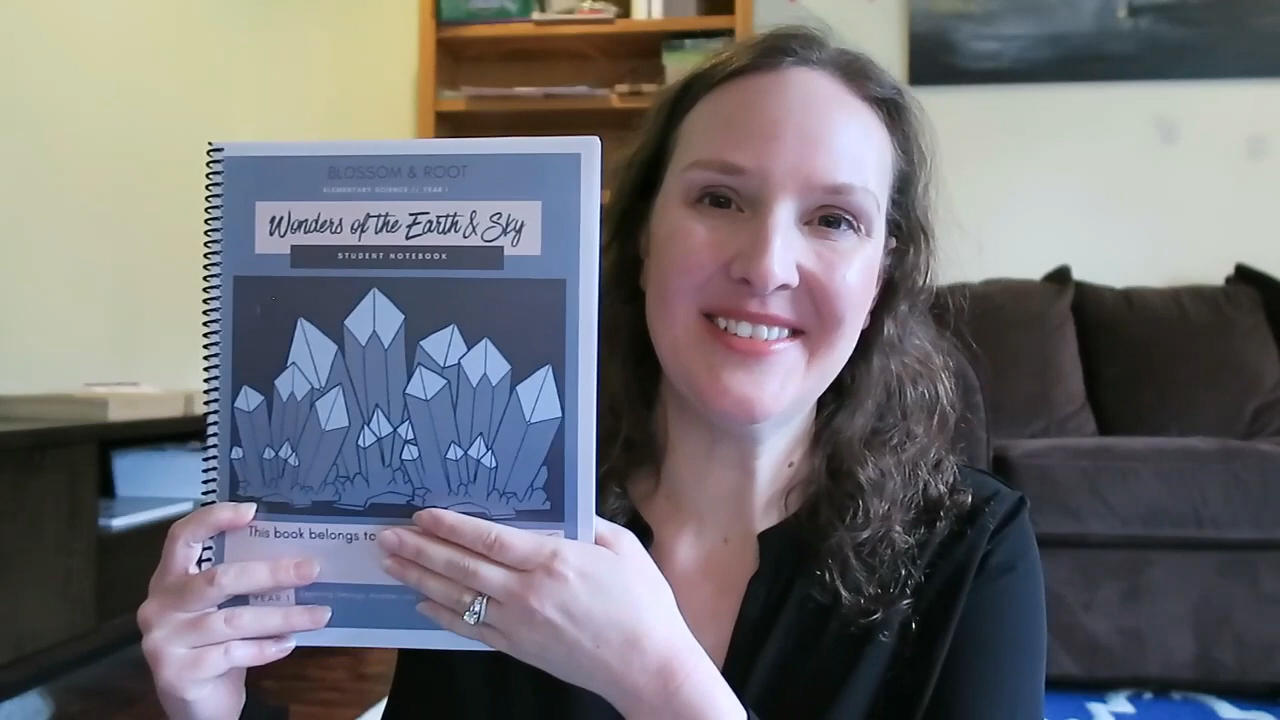 BLOSSOM & ROOT
ELEMENTARY SCIENCE // YEAR 1
Wonders of the Earth & Sky
STUDENT NOTEBOOK
This book belongs to
YEAR 1